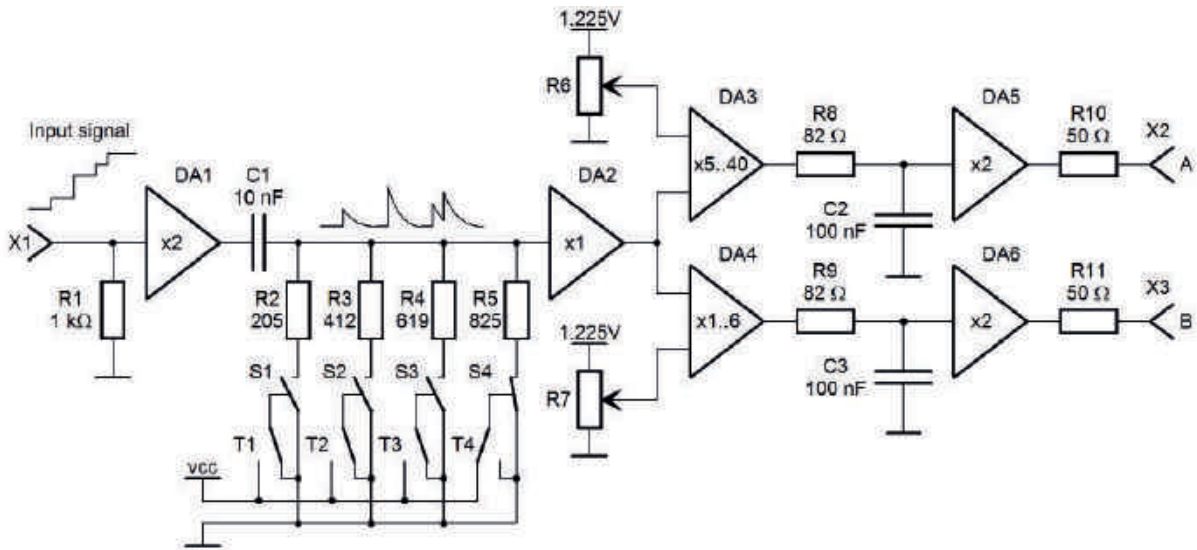 1.225V
R6
DA3
DA5
R8
82 Ω
R10
50 Ω
X2
A
Input signal
DA1
C1
10 nF
DA2
x5..40
x2
X1
x2
x1
C2
100 nF
DA4
DA6
R9
82 Ω
R11
50 Ω
X3
B
R1
1 kΩ
R2
205
R3
412
R4
619
R5
825
1.225V
x1..6
x2
R7
C3
100 nF
S1
S2
S3
S4
T1
T2
T3
T4
vcc